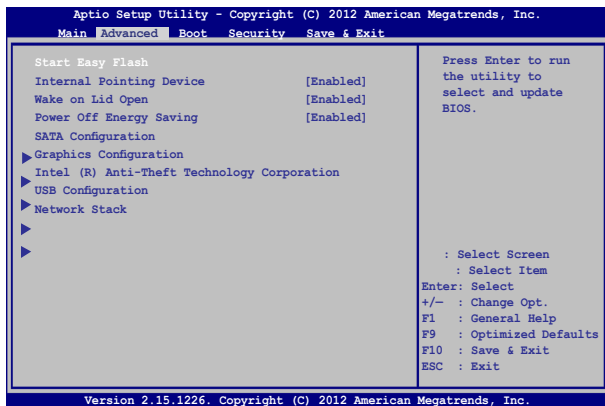 Aptio Setup Utility - Copyright (C) 2012 American Megatrends, Inc.
Main Advanced Boot Security Save & Exit
Start Easy Flash
Internal Pointing Device [Enabled]
Wake on Lid Open [Enabled]
Power Off Energy Saving [Enabled]
SATA Configuration
Graphics Configuration
Intel (R) Anti-Theft Technology Corporation
USB Configuration
Network Stack
Press Enter to run
the utility to
select and update
BIOS.
: Select Screen
: Select Item
Enter: Select
+/— : Change Opt.
F1 : General Help
F9 : Optimized Defaults
F10 : Save & Exit
ESC : Exit
Version 2.15.1226. Copyright (C) 2012 American Megatrends, Inc.